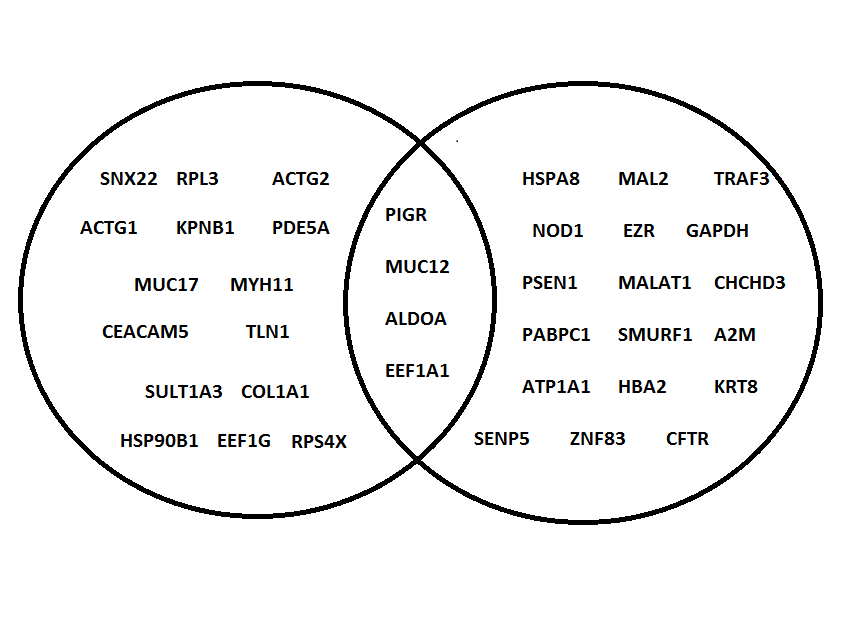 SNX22 RPL3 ACTG2
ACTG1 KPNB1 PDE5A
MUC17 MYH11
CEACAM5 TLN1
SULT1A3 COL1A1
HSP90B1 EEF1G RPS4X
PIGR
MUC12
ALDOA
EEF1A1
HSPA8 MAL2 TRAF3
NOD1 EZR GAPDH
PSEN1 MALAT1 CHCHD3
PABPC1 SMURF1 A2M
ATP1A1 HBA2 KRT8
SENP5 ZNF83 CFTR